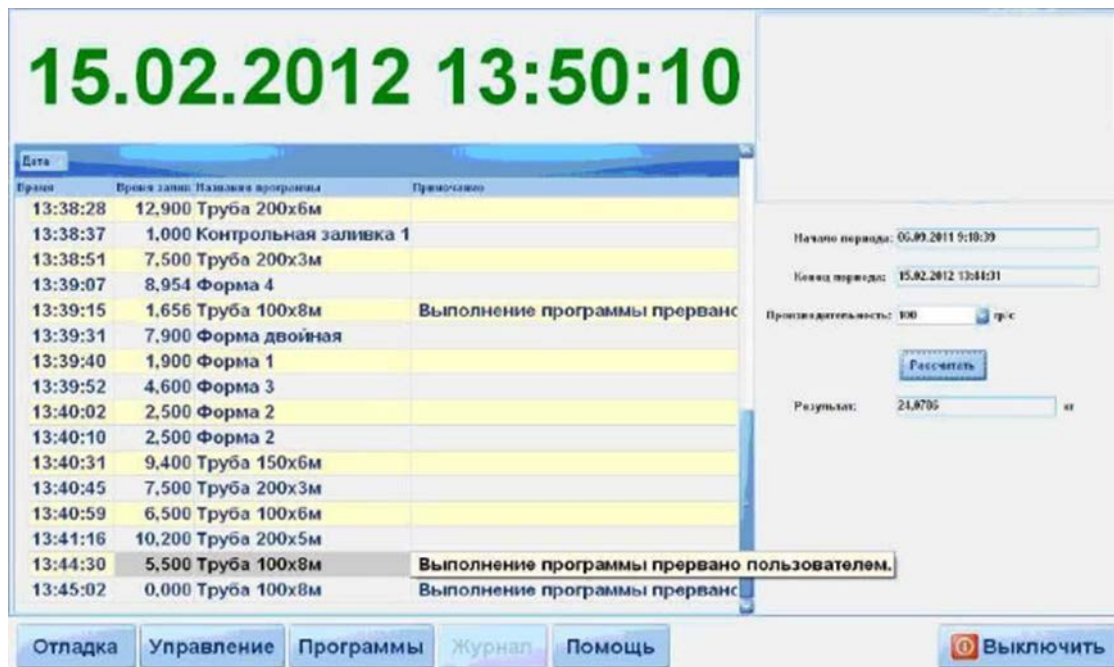 15.02.2012 13:50:10
Дата
Время Время залив Название программы Примечание
13:38:28 12,900 Труба 200х6м
13:38:37 1,000 Контрольная заливка 1
13:38:51 7,500 Труба 200х3м
13:39:07 8,954 Форма 4
13:39:15 1,656 Труба 100х8м Выполнение программы прервано
13:39:31 7,900 Форма двойная
13:39:40 1,900 Форма 1
13:39:52 4,600 Форма 3
13:40:02 2,500 Форма 2
13:40:10 2,500 Форма 2
13:40:31 9,400 Труба 150х6м
13:40:45 7,500 Труба 200х3м
13:40:59 6,500 Труба 100х6м
13:41:16 10,200 Труба 200х5м
13:44:30 5,500 Труба 100х8м Выполнение программы прервано пользователем.
13:45:02 0,000 Труба 100х8м Выполнение программы прервано
Начало периода: 06.09.2011 9:18:39
Конец периода: 15.02.2012 13:44:31
Производительность: 100 гр/с
Рассчитать
Результат: 24,0786 кг
Отладка Управление Программы Журнал Помощь Выключить